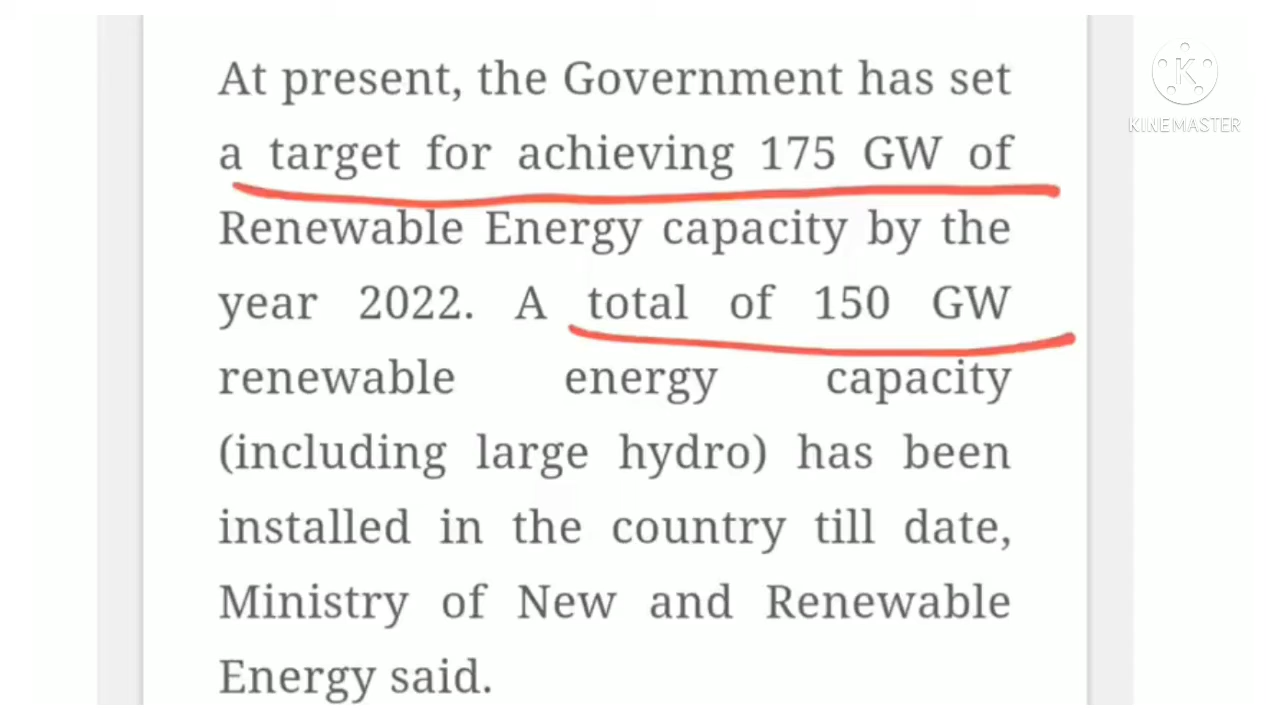 At present, the Government has set
a target for achieving 175 GW of
Renewable Energy capacity by the
year 2022. A total of 150 GW
renewable energy capacity
(including large hydro) has been
installed in the country till date,
Ministry of New and Renewable
Energy said.
K
KINEMASTER